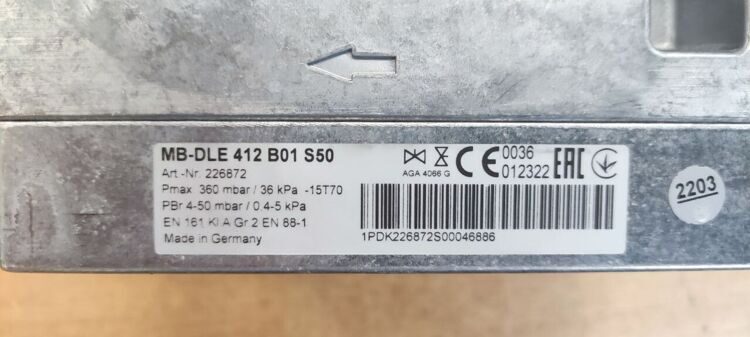 MB-DLE 412 B01 S50
Art.-Nr. 226872
Pmax 360 mbar / 36 kPa -15T70
PBr 4-50 mbar / 0.4-5 kPa
EN 161 Kl A Gr 2 EN 88-1
Made in Germany
AGA 4066 G
CE 0036
012322
EAC
1PDK226872S00046886
2203